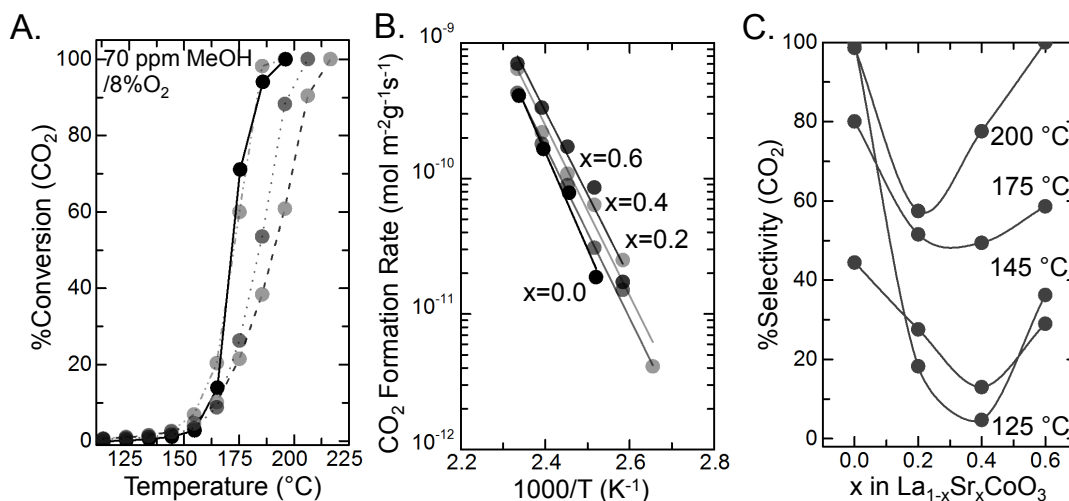 A.
70 ppm MeOH
/8%O₂
%Conversion (CO₂)
100
80
60
40
20
0
125
150
175
200
225
Temperature (°C)
B.
CO₂ Formation Rate (mol m⁻²g⁻¹s⁻¹)
10⁻⁹
10⁻¹⁰
10⁻¹¹
10⁻¹²
x=0.6
x=0.4
x=0.2
x=0.0
2.2
2.4
2.6
2.8
1000/T (K⁻¹)
C.
%Selectivity (CO₂)
100
80
60
40
20
0
200 °C
175 °C
145 °C
125 °C
0.0
0.2
0.4
0.6
x in La₁₋ₓSrₓCoO₃